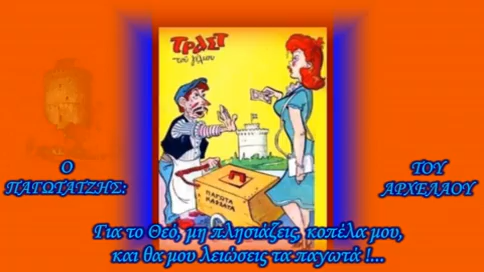 ΤΡΑΣΤ
τοῦ γέλιου
ΠΑΓΩΤΑ
Ο
ΠΑΓΩΤΑΤΖΗΣ:
ΤΟΥ
ΑΡΧΕΛΑΟΥ
Για το Θεό, μη πλησιάζεις, κοπέλα μου,
και θα μου λειώσεις τα παγωτά !...